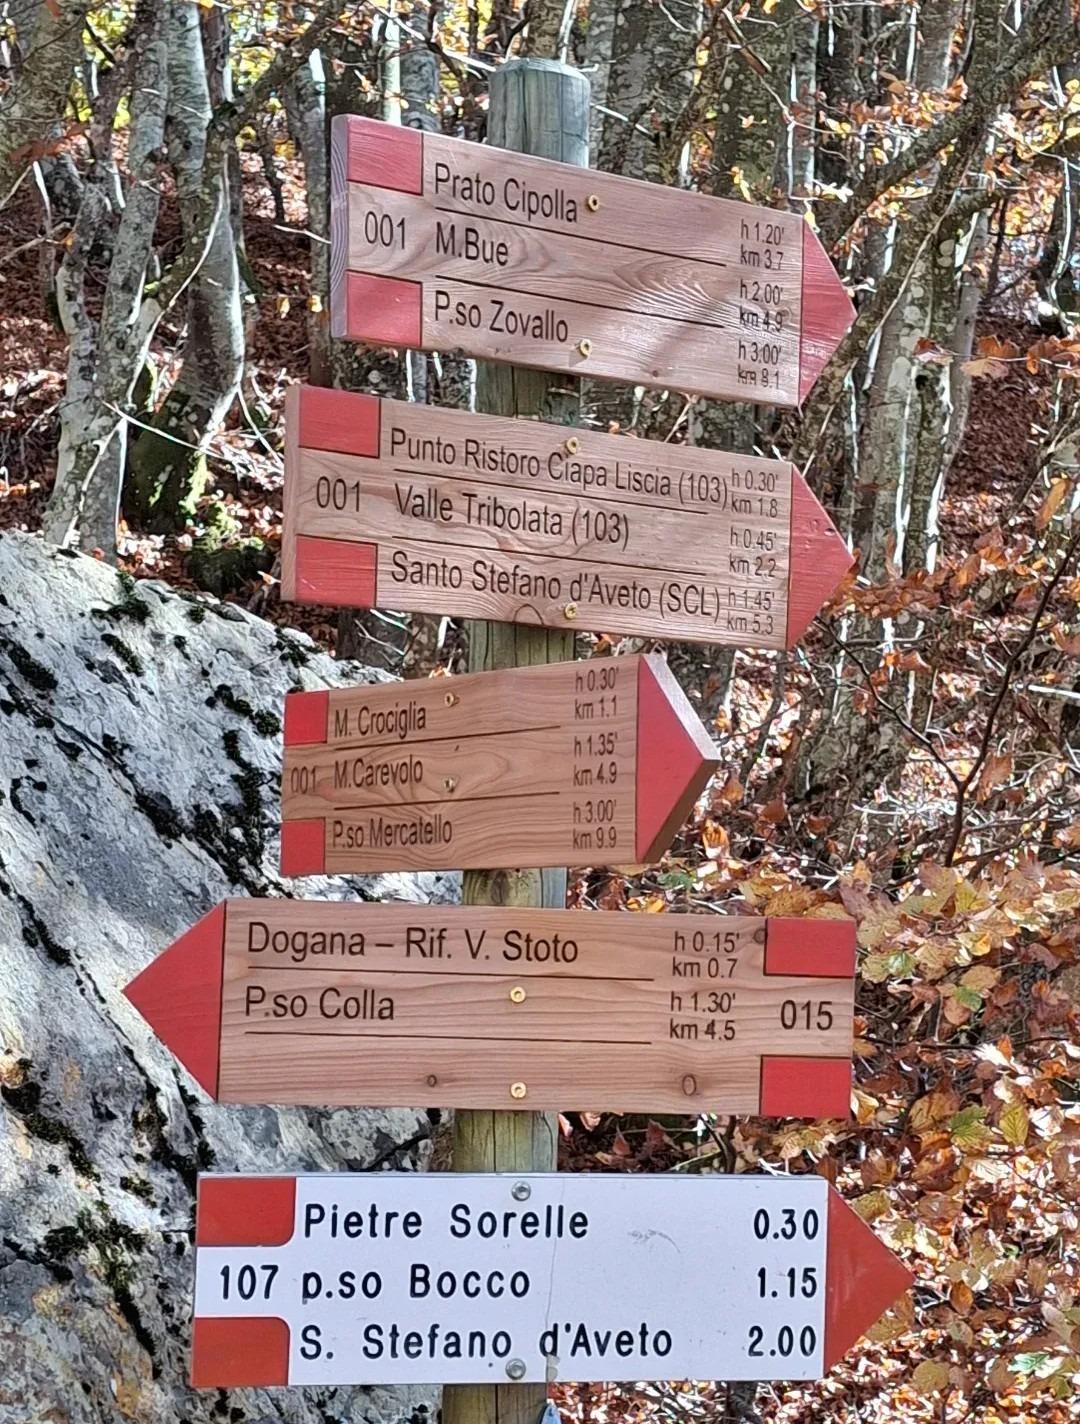 Prato Cipolla h 1.20'
km 3.7
001 M.Bue h 2.00'
km 4.9
P.so Zovallo h 3.00'
km 8.1
Punto Ristoro Ciapa Liscia (103) h 0.30'
km 1.8
001 Valle Tribolata (103) h 0.45'
km 2.2
Santo Stefano d'Aveto (SCL) h 1.45'
km 5.3
M. Crociglia h 0.30'
km 1.1
001 M.Carevolo h 1.35'
km 4.9
P.so Mercatello h 3.00'
km 9.9
Dogana – Rif. V. Stoto h 0.15'
km 0.7
P.so Colla h 1.30' 015
km 4.5
Pietre Sorelle 0.30
107 p.so Bocco 1.15
S. Stefano d'Aveto 2.00